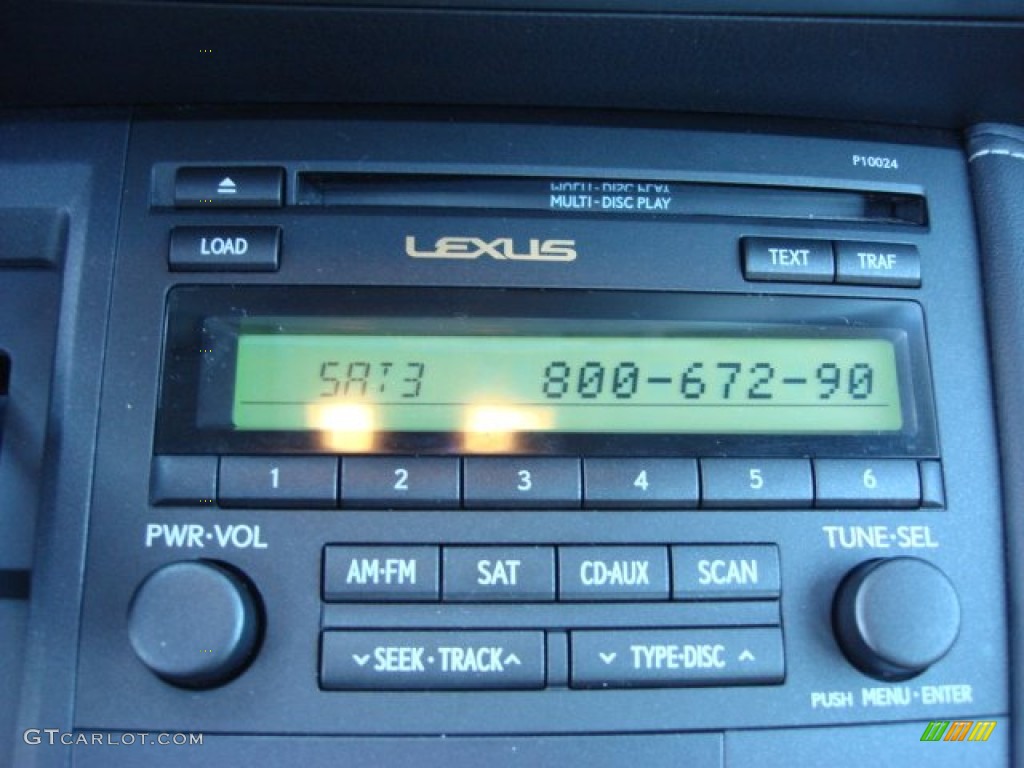 P10024
MULTI-DISC PLAY
LOAD
LEXUS
TEXT
TRAF
SAT3 800-672-90
1 2 3 4 5 6
PWR·VOL
TUNE·SEL
AM·FM SAT CD·AUX SCAN
SEEK·TRACK
TYPE·DISC
PUSH MENU·ENTER
GTCARLOT.COM